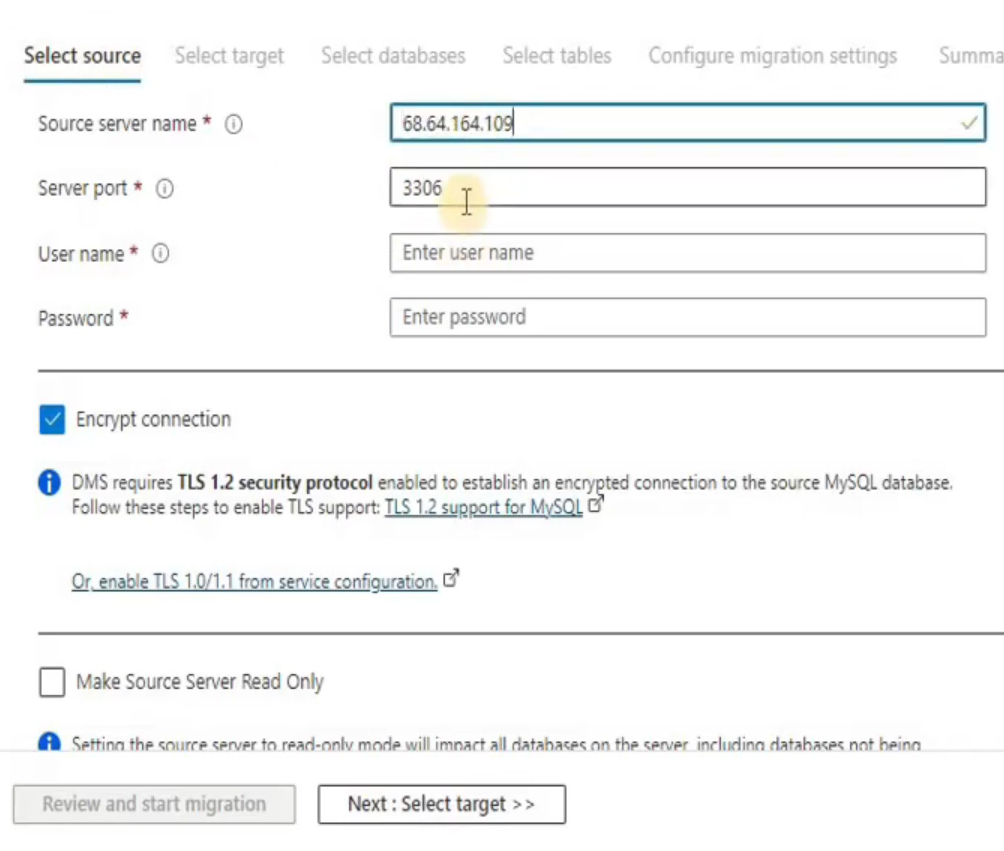 Select source Select target Select databases Select tables Configure migration settings Summa
Source server name * 68.64.164.109
Server port * 3306
User name * Enter user name
Password * Enter password
Encrypt connection
DMS requires TLS 1.2 security protocol enabled to establish an encrypted connection to the source MySQL database.
Follow these steps to enable TLS support: TLS 1.2 support for MySQL
Or, enable TLS 1.0/1.1 from service configuration.
Make Source Server Read Only
Setting the source server to read-only mode will impact all databases on the server, including databases not being
Review and start migration Next : Select target >>